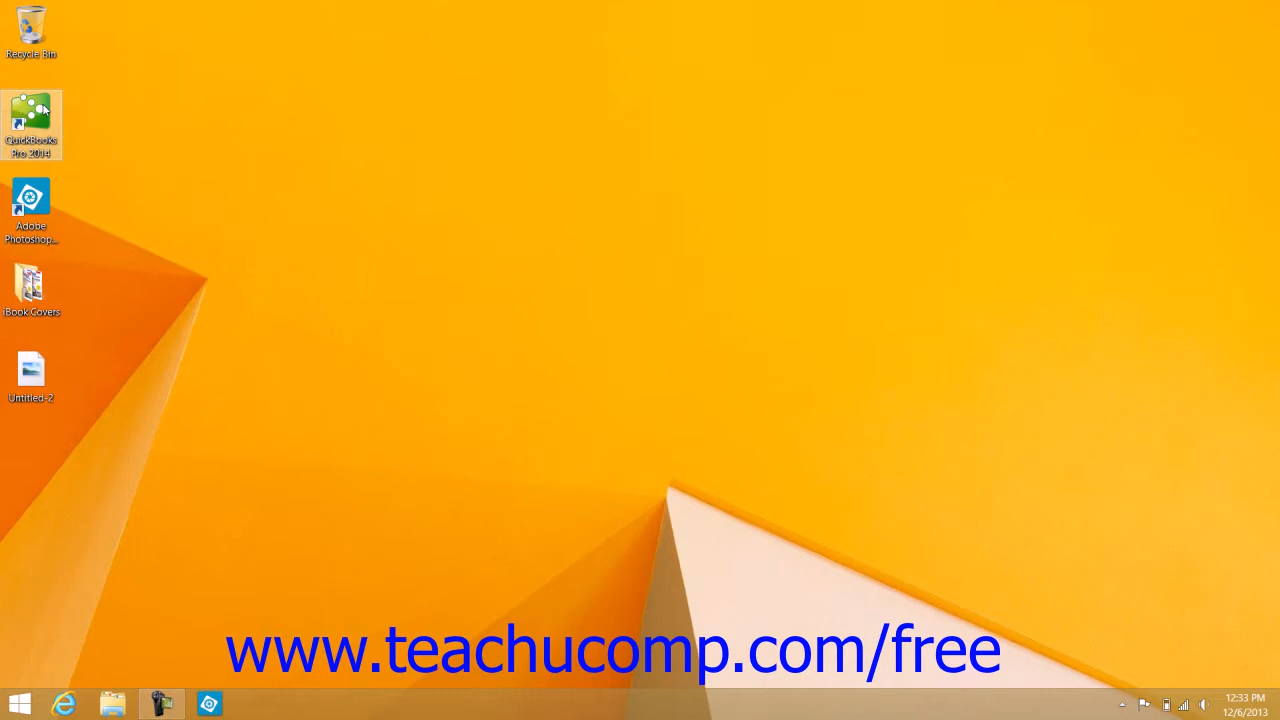 Recycle Bin
QuickBooks
Pro 2014
Adobe
Photoshop...
iBook Covers
Untitled-2
www.teachucomp.com/free
12:33 PM
12/6/2013